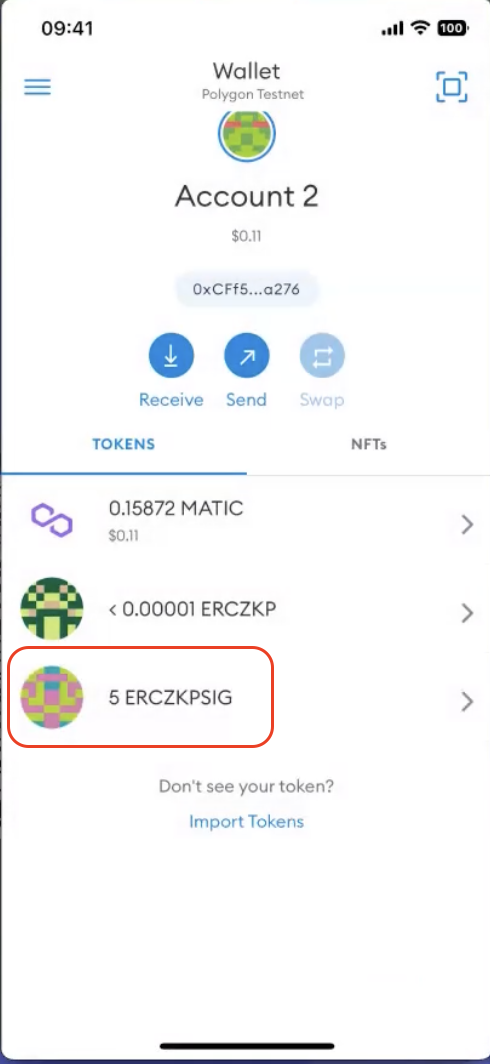 09:41
100
Wallet
Polygon Testnet
Account 2
$0.11
0xCFf5...a276
Receive Send Swap
TOKENS NFTs
0.15872 MATIC
$0.11
< 0.00001 ERCZKP
5 ERCZKPSIG
Don't see your token?
Import Tokens